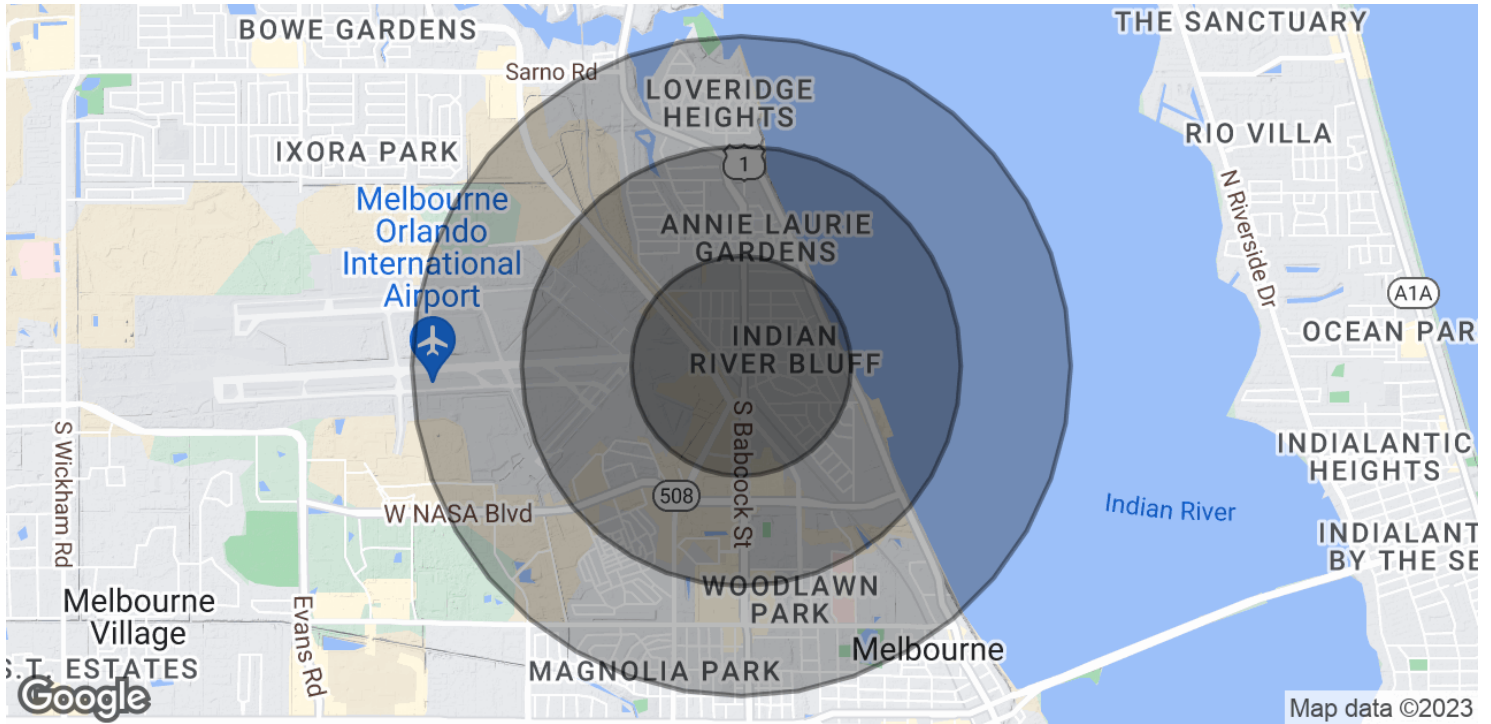 BOWE GARDENS
THE SANCTUARY
Sarno Rd
LOVERIDGE
HEIGHTS
RIO VILLA
IXORA PARK
1
N Riverside Dr
Melbourne
Orlando
International
Airport
ANNIE LAURIE
GARDENS
A1A
OCEAN PAR
INDIAN
RIVER BLUFF
S Wickham Rd
S Babcock St
INDIALANTIC
HEIGHTS
508
W NASA Blvd
Indian River
INDIALANT
BY THE SE
WOODLAWN
PARK
Melbourne
Village
Evans Rd
Melbourne
S.T. ESTATES
MAGNOLIA PARK
Google
Map data ©2023